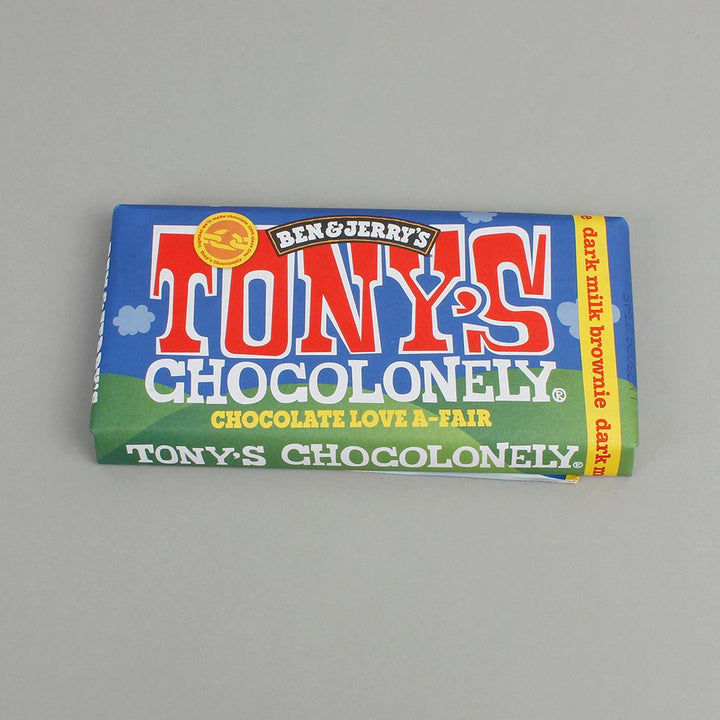 BEN & JERRY'S
TONY'S
CHOCOLONELY®
CHOCOLATE LOVE A-FAIR
TONY'S CHOCOLONELY®
dark milk brownie dark m